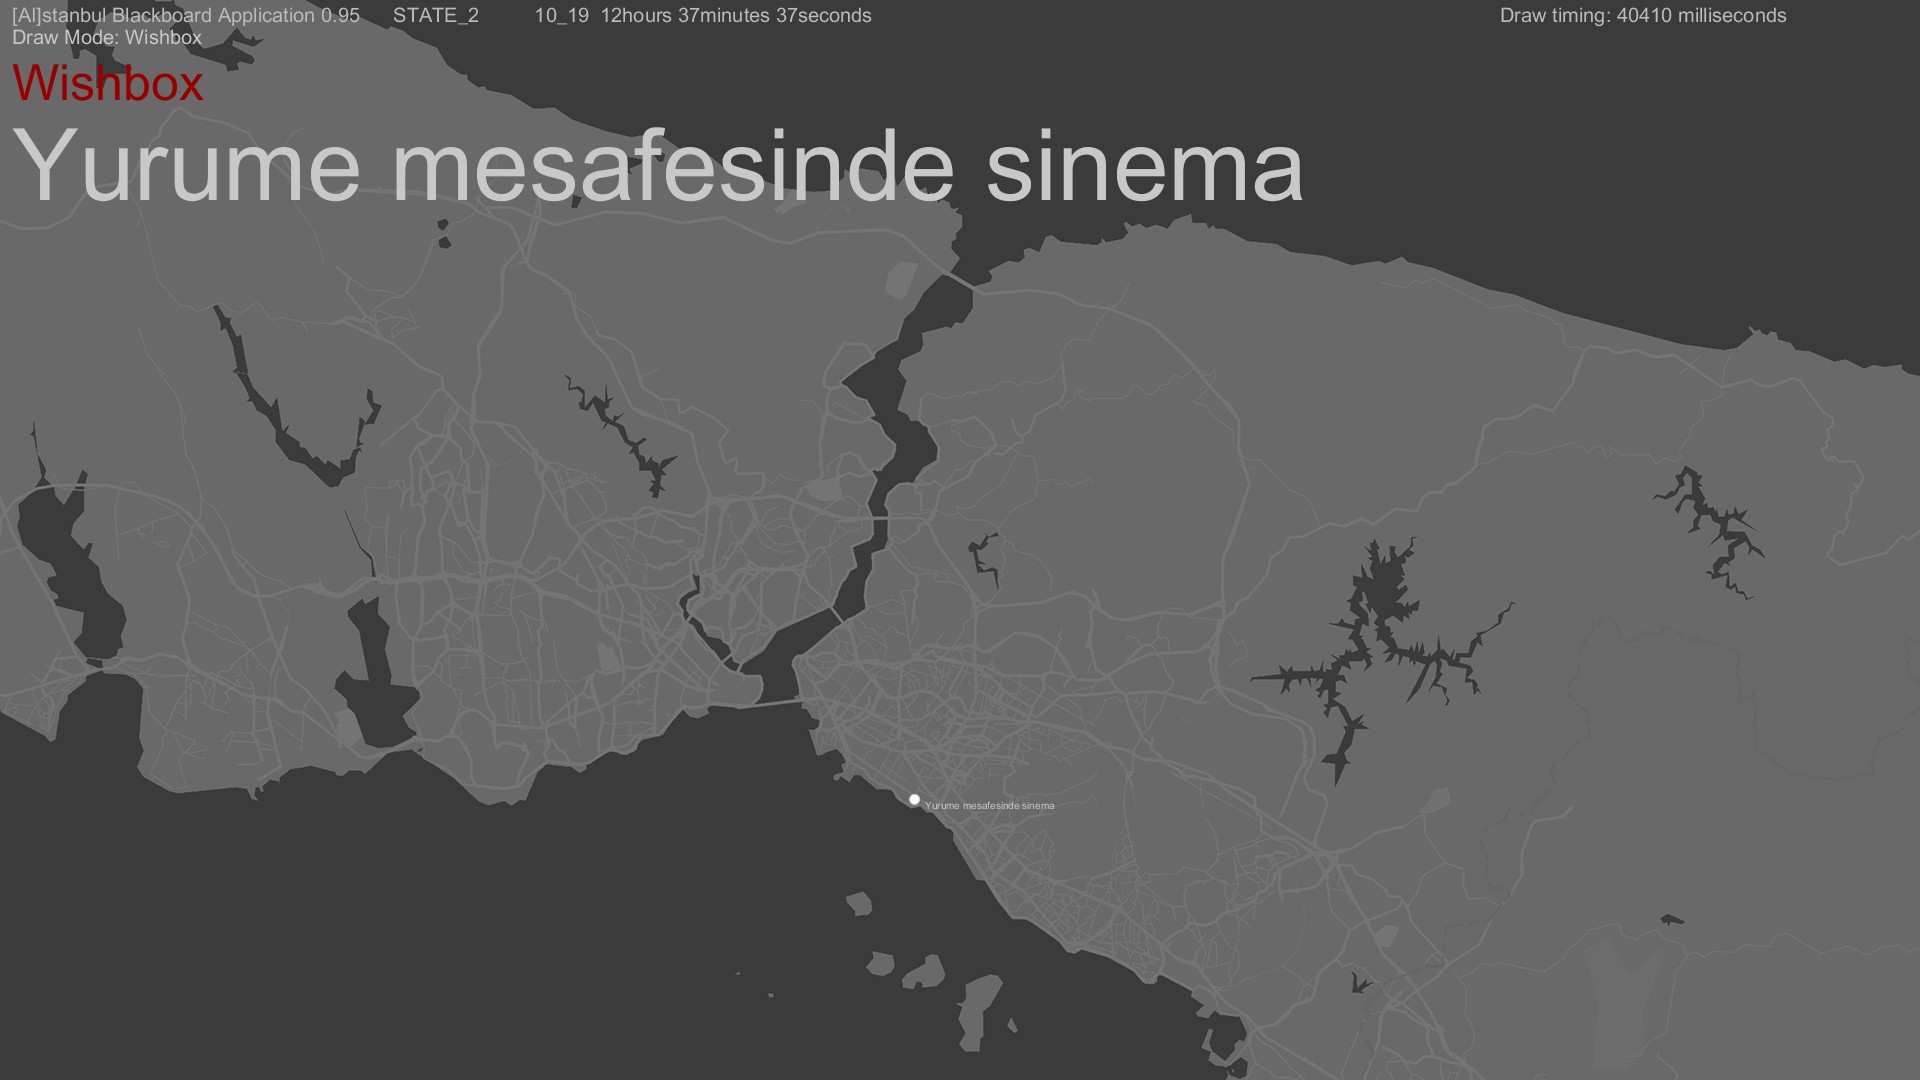 [AI]stanbul Blackboard Application 0.95 STATE_2 10_19 12hours 37minutes 37seconds Draw timing: 40410 milliseconds
Draw Mode: Wishbox
Wishbox
Yurume mesafesinde sinema
Yurume mesafesinde sinema